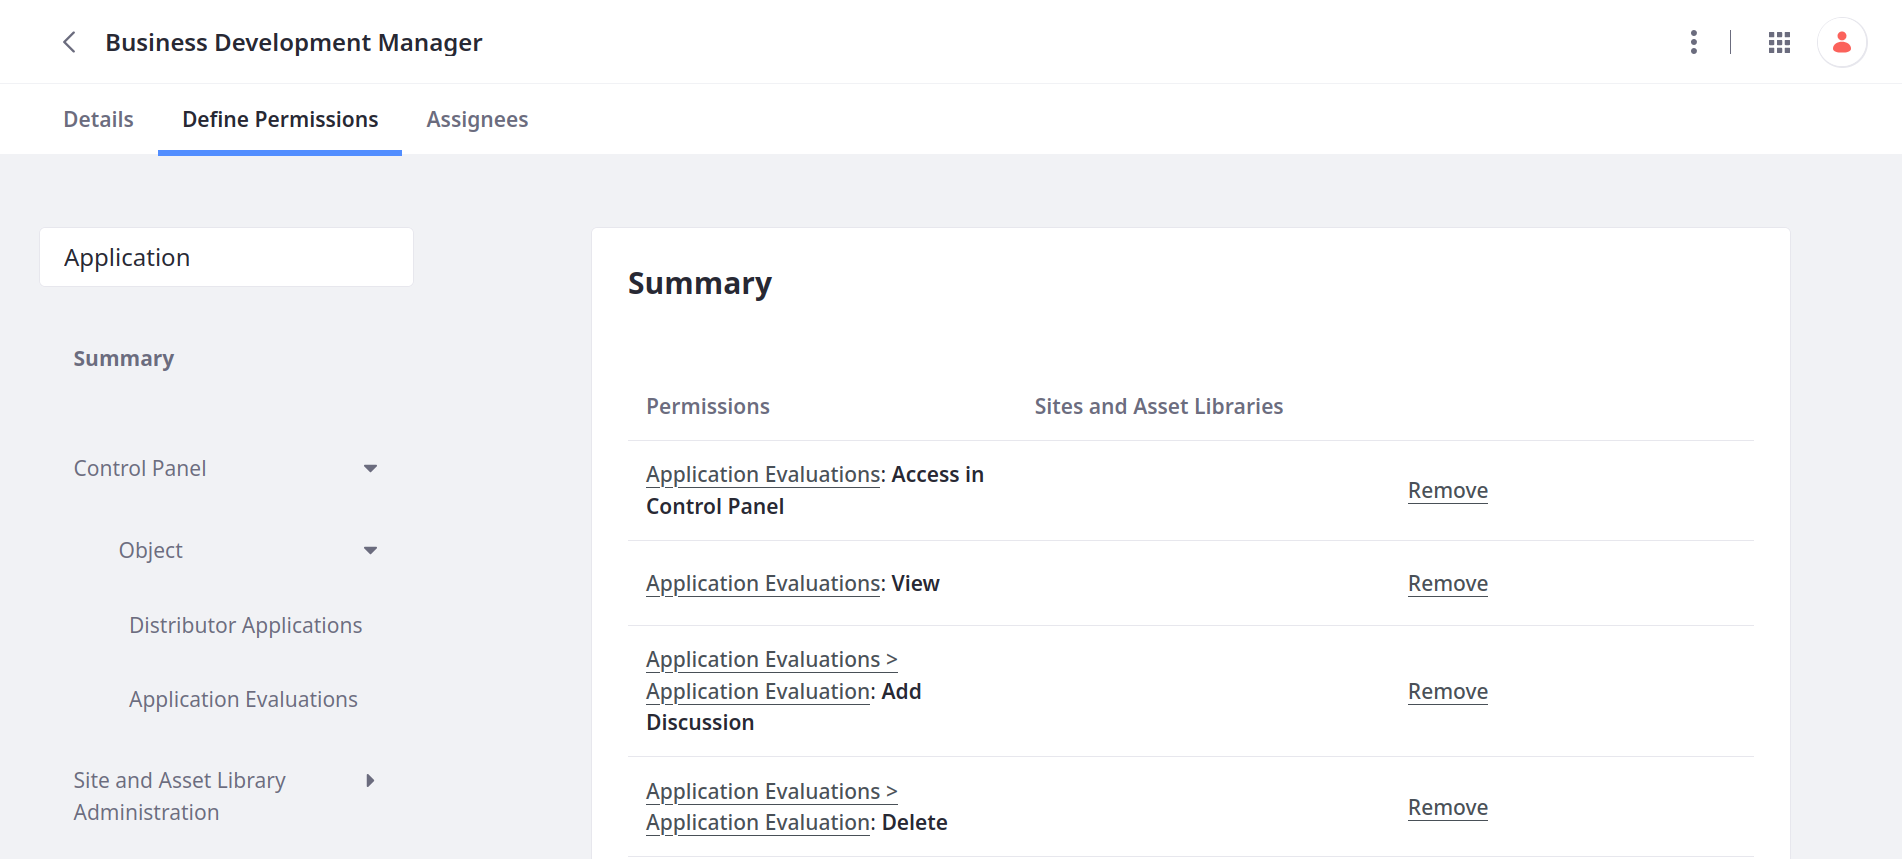 Business Development Manager
Details
Define Permissions
Assignees
Application
Summary
Control Panel
Object
Distributor Applications
Application Evaluations
Site and Asset Library
Administration
Summary
Permissions
Sites and Asset Libraries
Application Evaluations: Access in
Control Panel
Remove
Application Evaluations: View
Remove
Application Evaluations >
Application Evaluation: Add
Discussion
Remove
Application Evaluations >
Application Evaluation: Delete
Remove